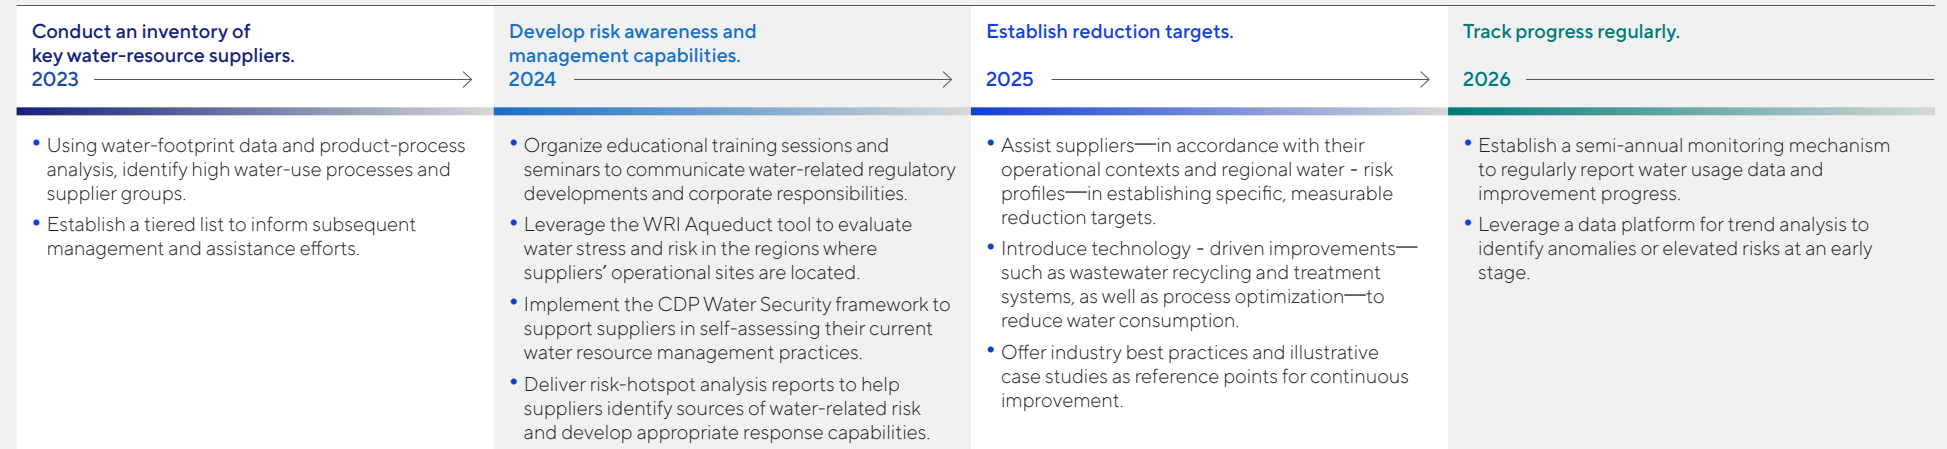 Conduct an inventory of
key water-resource suppliers.
2023
• Using water-footprint data and product-process
analysis, identify high water-use processes and
supplier groups.
• Establish a tiered list to inform subsequent
management and assistance efforts.
Develop risk awareness and
management capabilities.
2024
• Organize educational training sessions and
seminars to communicate water-related regulatory
developments and corporate responsibilities.
• Leverage the WRI Aqueduct tool to evaluate
water stress and risk in the regions where
suppliers’ operational sites are located.
• Implement the CDP Water Security framework to
support suppliers in self-assessing their current
water resource management practices.
• Deliver risk-hotspot analysis reports to help
suppliers identify sources of water-related risk
and develop appropriate response capabilities.
Establish reduction targets.
2025
• Assist suppliers—in accordance with their
operational contexts and regional water - risk
profiles—in establishing specific, measurable
reduction targets.
• Introduce technology - driven improvements—
such as wastewater recycling and treatment
systems, as well as process optimization—to
reduce water consumption.
• Offer industry best practices and illustrative
case studies as reference points for continuous
improvement.
Track progress regularly.
2026
• Establish a semi-annual monitoring mechanism
to regularly report water usage data and
improvement progress.
• Leverage a data platform for trend analysis to
identify anomalies or elevated risks at an early
stage.